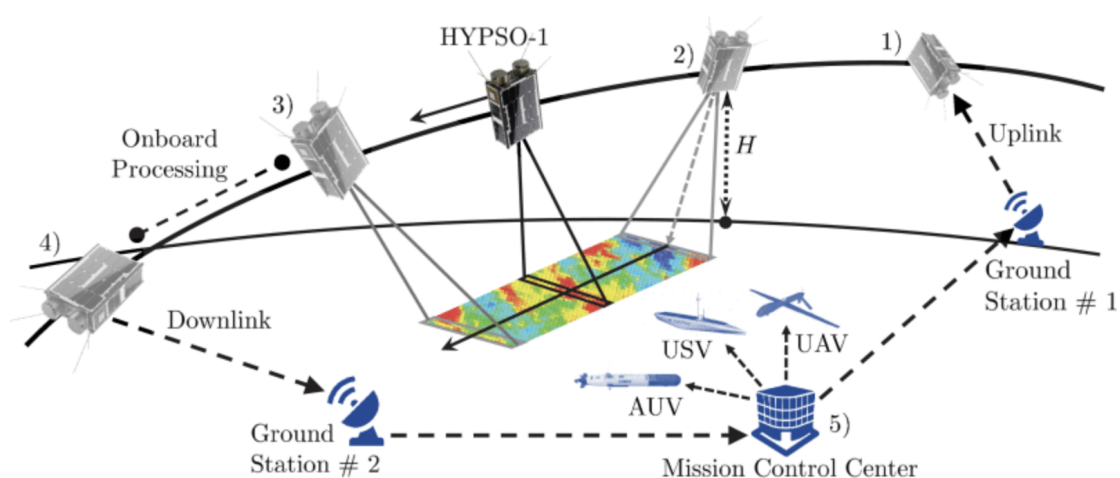 HYPSO-1
1)
2)
3)
Onboard
Processing
H
Uplink
4)
Ground
Station # 1
Downlink
USV
UAV
AUV
5)
Ground
Station # 2
Mission Control Center